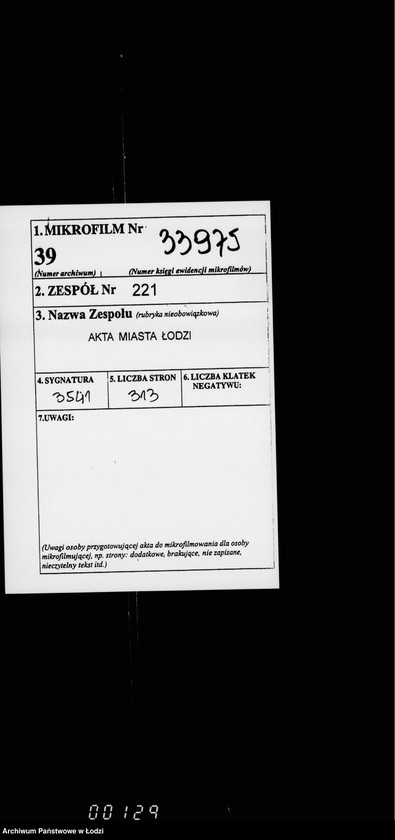 1. MIKROFILM Nr 33975
39
(Numer archiwum) (Numer księgi ewidencji mikrofilmów)
2. ZESPÓŁ Nr 221
3. Nazwa Zespołu (rubryka nieobowiązkowa)
AKTA MIASTA ŁODZI
4. SYGNATURA 5. LICZBA STRON 6. LICZBA KLATEK
NEGATYWU:
3541 313
7.UWAGI:
(Uwagi osoby przygotowującej akta do mikrofilmowania dla osoby
mikrofilmującej, np. strony: dodatkowe, brakujące, nie zapisane,
nieczytelny tekst itd.)
00129
Archiwum Państwowe w Łodzi